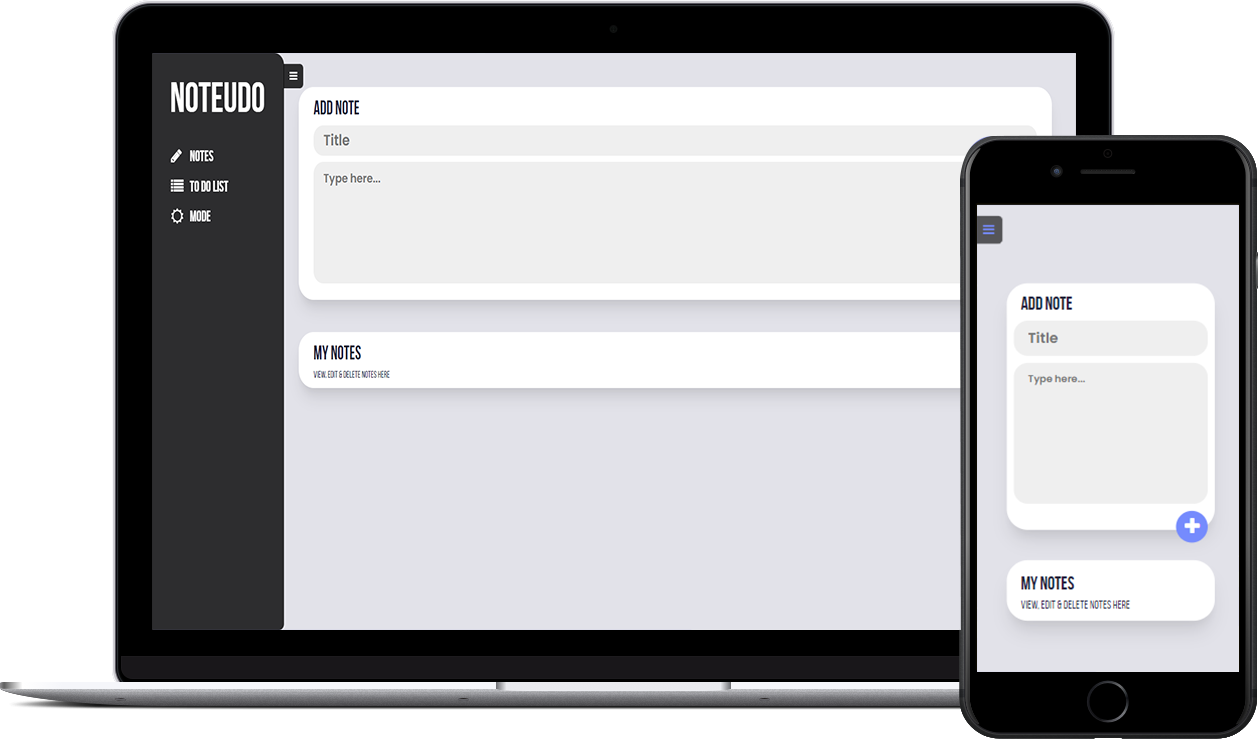 NOTEUDO
NOTES
TO DO LIST
MODE
ADD NOTE
Title
Type here...
MY NOTES
VIEW, EDIT & DELETE NOTES HERE
ADD NOTE
Title
Type here...
MY NOTES
VIEW, EDIT & DELETE NOTES HERE